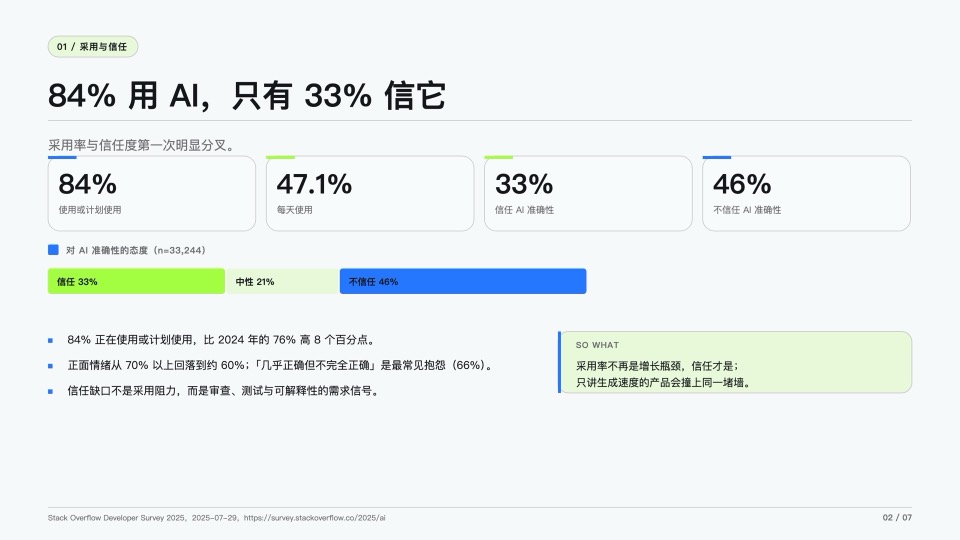 01 / 采用与信任
84% 用 AI，只有 33% 信它
采用率与信任度第一次明显分叉。
84%
使用或计划使用
47.1%
每天使用
33%
信任 AI 准确性
46%
不信任 AI 准确性
对 AI 准确性的态度（n=33,244）
信任 33%
中性 21%
不信任 46%
84% 正在使用或计划使用，比 2024 年的 76% 高 8 个百分点。
正面情绪从 70% 以上回落到约 60%；「几乎正确但不完全正确」是最常见抱怨（66%）。
信任缺口不是采用阻力，而是审查、测试与可解释性的需求信号。
SO WHAT
采用率不再是增长瓶颈，信任才是；
只讲生成速度的产品会撞上同一堵墙。
Stack Overflow Developer Survey 2025，2025-07-29，https://survey.stackoverflow.co/2025/ai
02 / 07